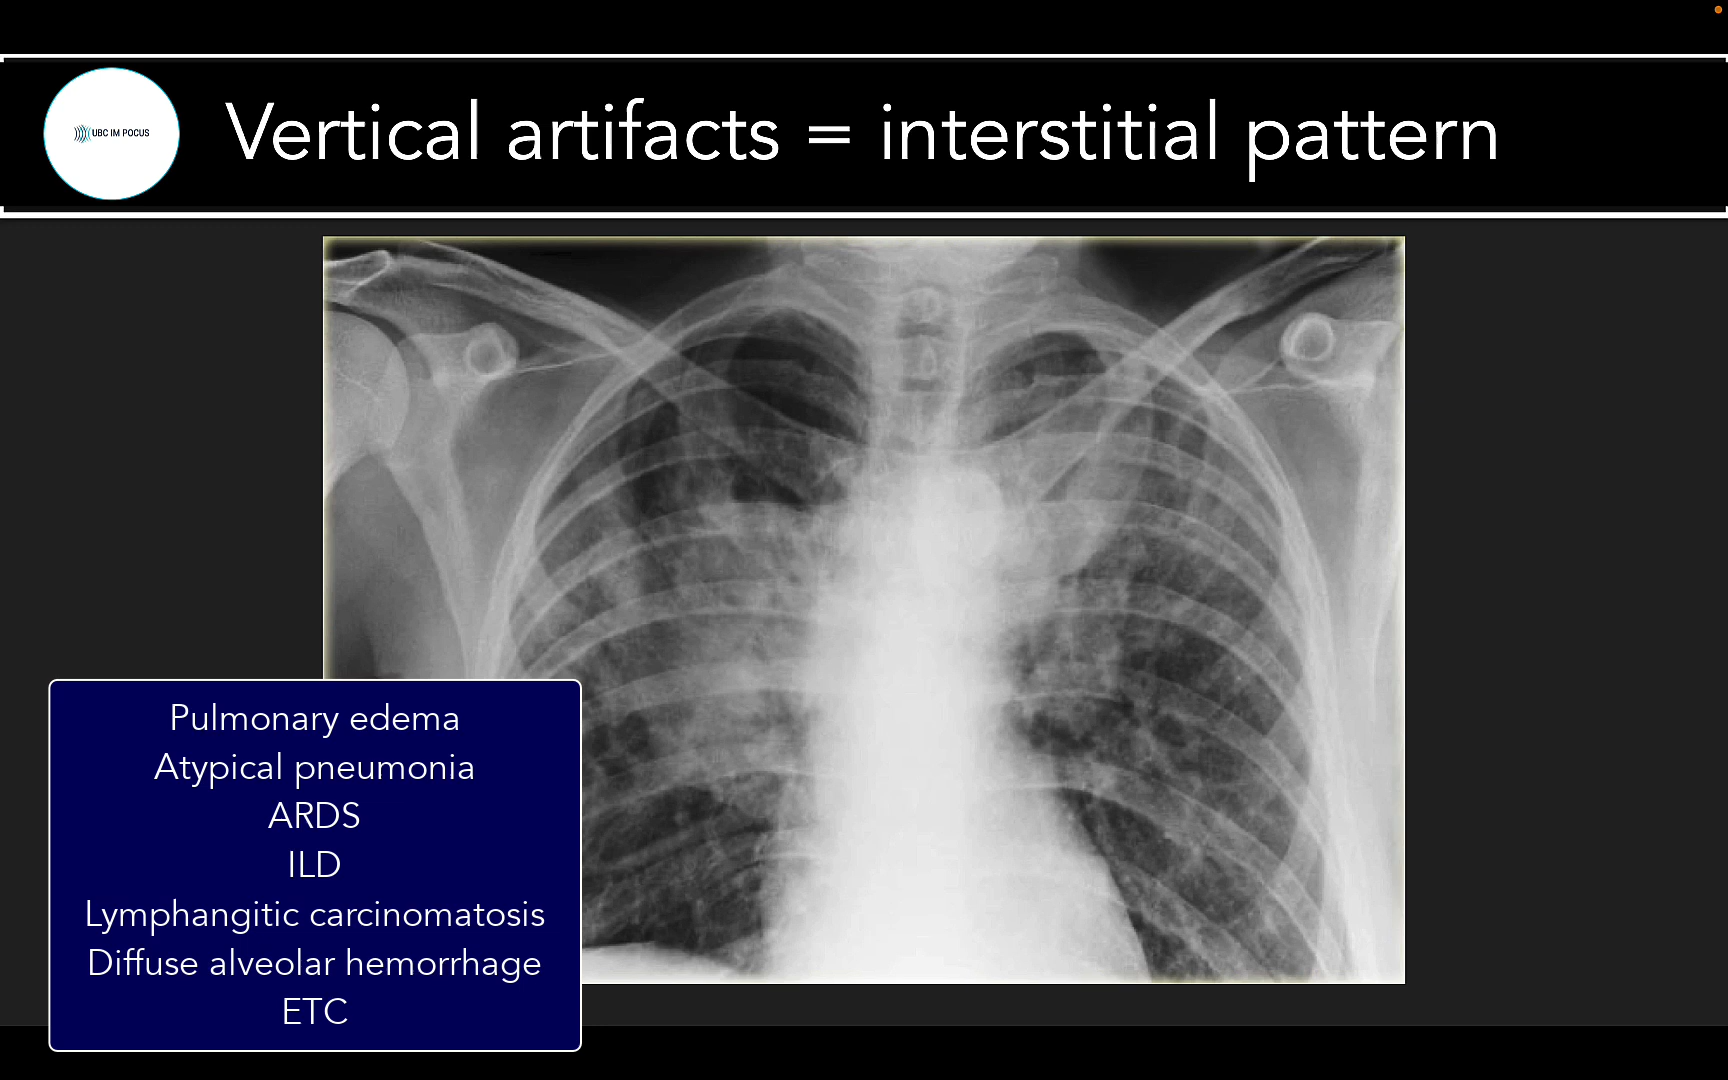 UBC IM POCUS
Vertical artifacts = interstitial pattern
Pulmonary edema
Atypical pneumonia
ARDS
ILD
Lymphangitic carcinomatosis
Diffuse alveolar hemorrhage
ETC